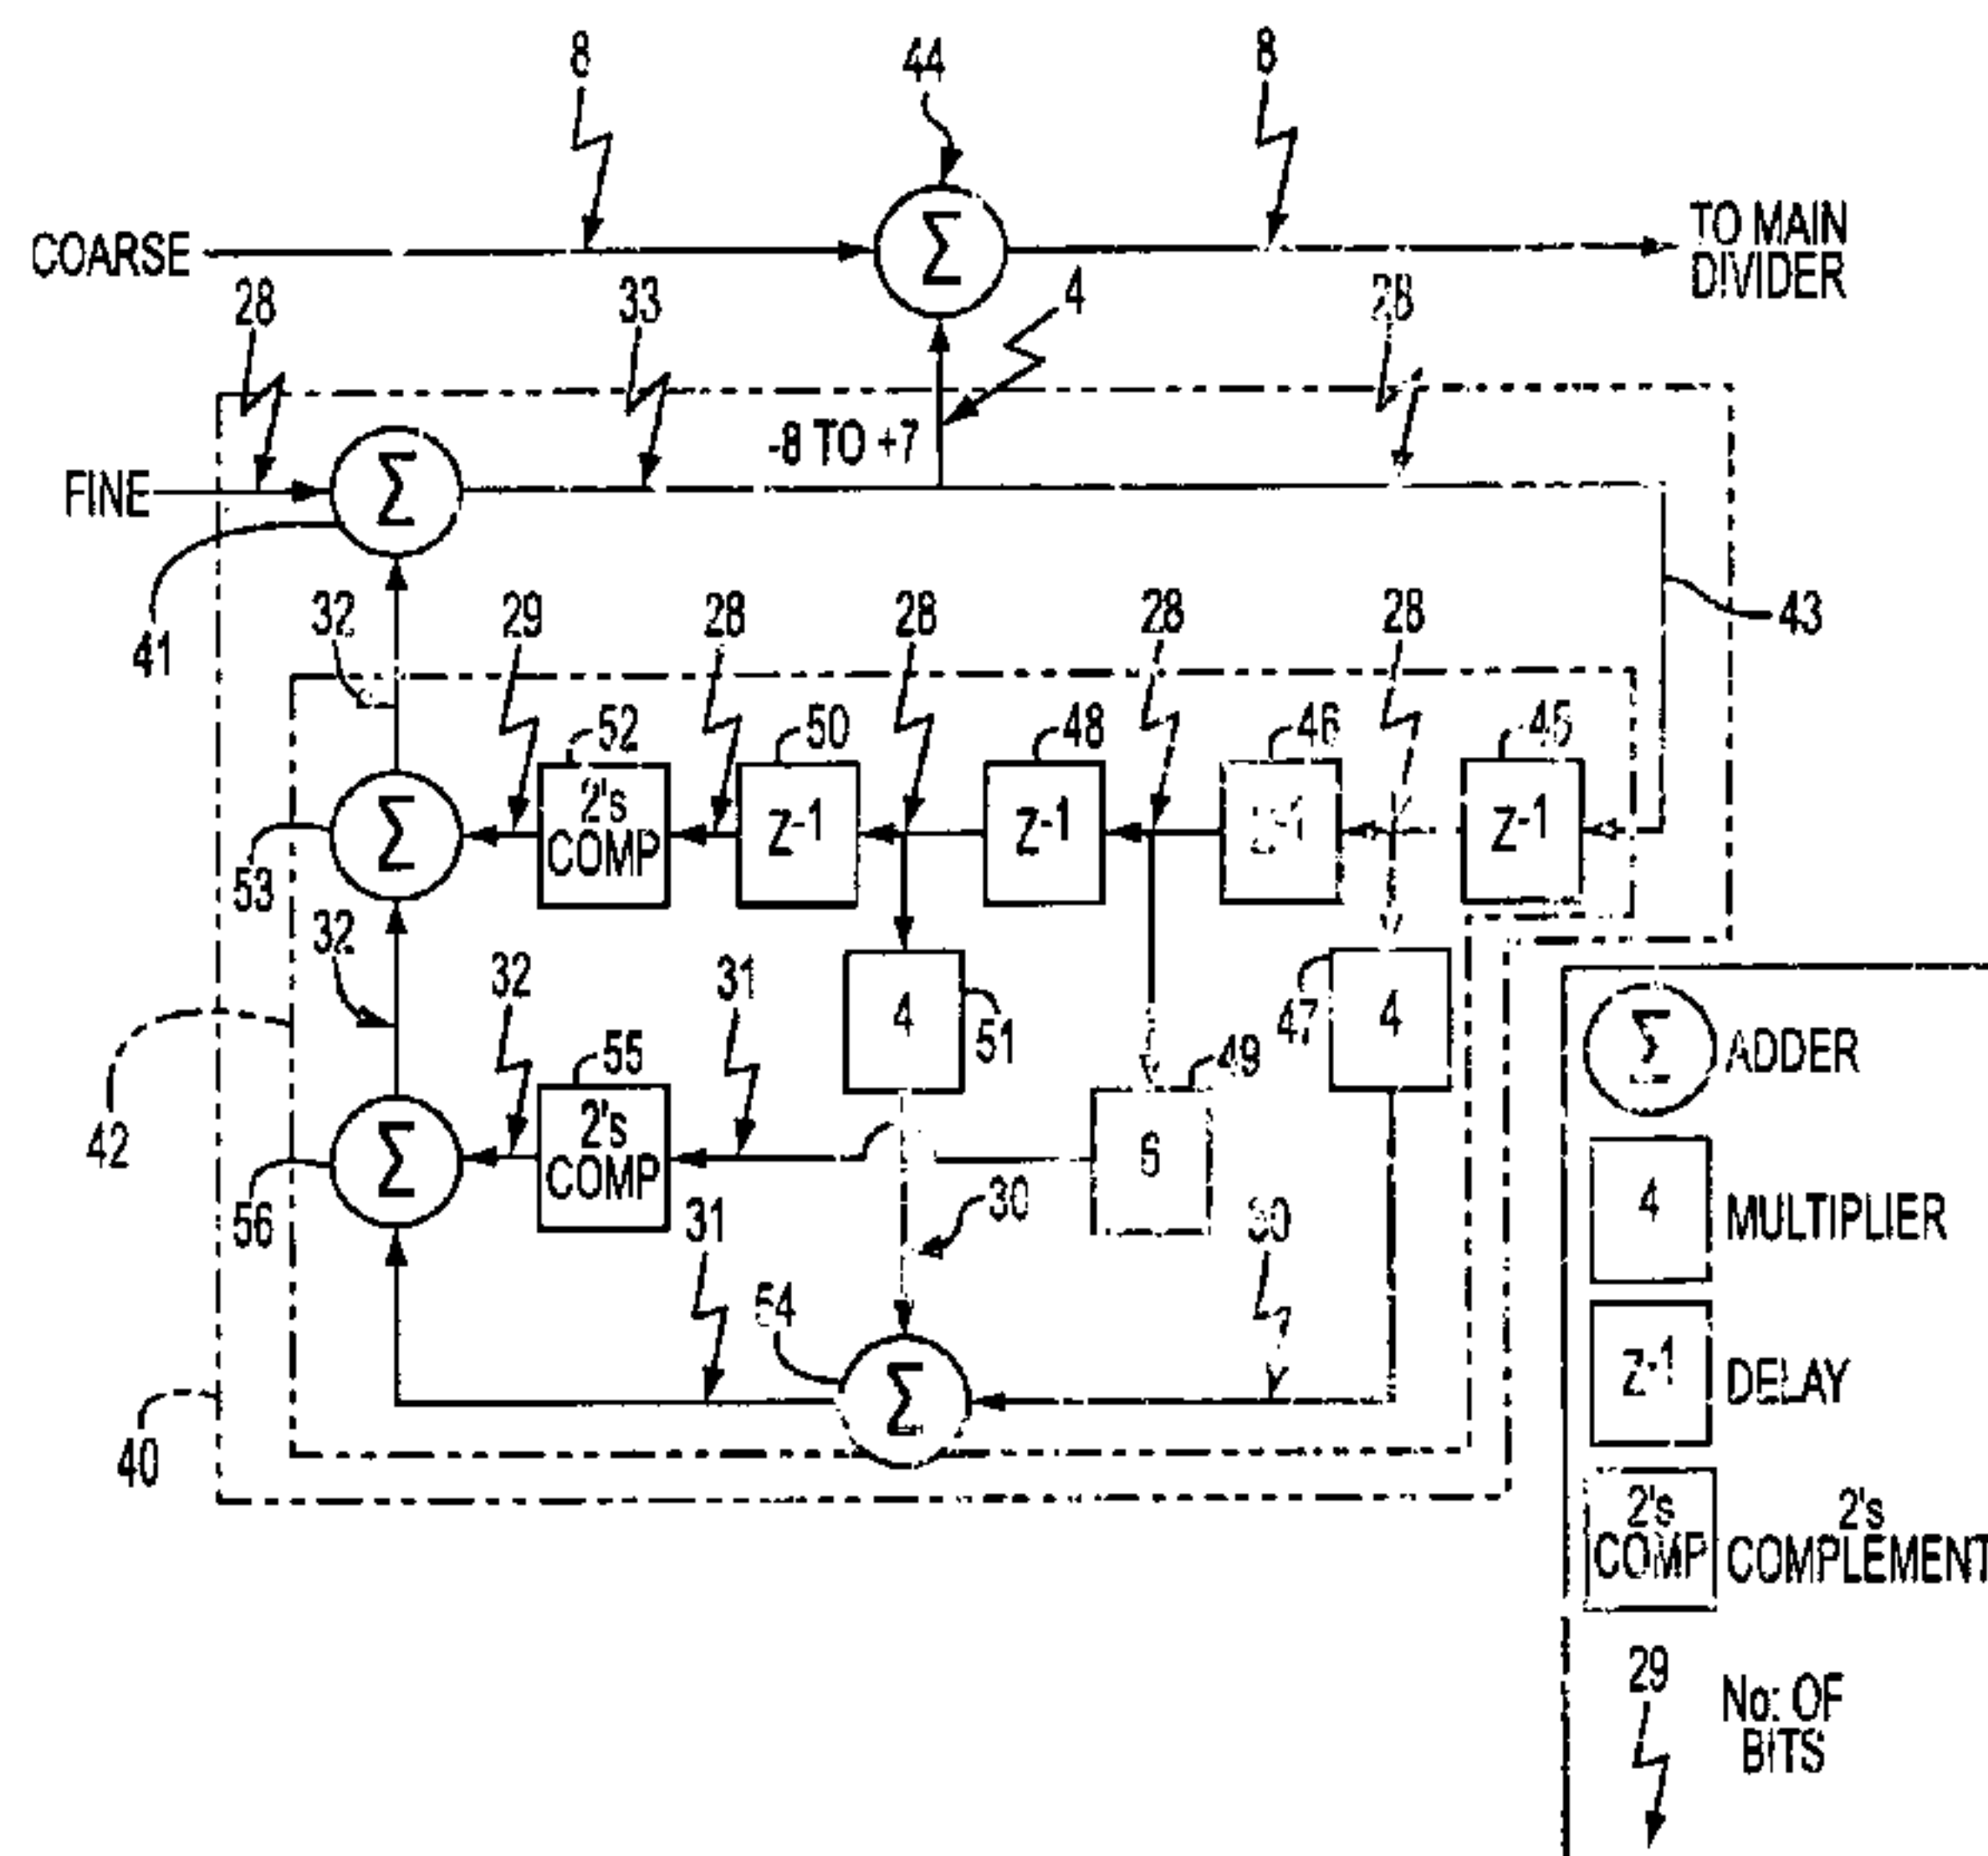 8
44
8
COARSE
Σ
TO MAIN
DIVIDER
28
33
4
28
-8 TO +7
FINE
Σ
41
32
29
28
28
28
28
43
52
50
48
46
45
Σ
2's
COMP
Z-1
Z-1
Z-1
Z-1
53
32
32
31
4
51
47
4
Σ
ADDER
42
55
49
56
Σ
2's
COMP
6
30
31
30
4
MULTIPLIER
54
Σ
Z-1
DELAY
40
2's
COMP
2's
COMPLEMENT
29
No: OF
BITS